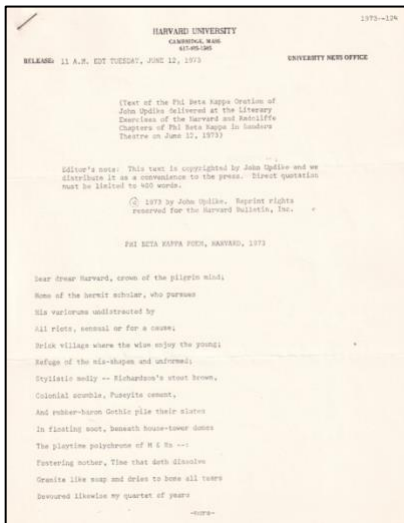 1973--124
HARVARD UNIVERSITY
CAMBRIDGE, MASS
617-495-1585
RELEASE: 11 A.M. EDT TUESDAY, JUNE 12, 1973
UNIVERSITY NEWS OFFICE
(Text of the Phi Beta Kappa Oration of
John Updike delivered at the Literary
Exercises of the Harvard and Radcliffe
Chapters of Phi Beta Kappa in Sanders
Theatre on June 12, 1973)
Editor's note: This text is copyrighted by John Updike and we
distribute it as a convenience to the press. Direct quotation
must be limited to 400 words.
© 1973 by John Updike. Reprint rights
reserved for the Harvard Bulletin, Inc.
PHI BETA KAPPA POEM, HARVARD, 1973
Dear drear Harvard, crown of the pilgrim mind;
Home of the hermit scholar, who pursues
His variorums undistracted by
All riots, sensual or for a cause;
Brick village where the wise enjoy the young;
Refuge of the mis-shapen and unformed;
Stylistic medly -- Richardson's stout brown,
Colonial scumble, Puseyite cement,
And robber-baron Gothic pile their slates
In floating soot, beneath house-tower domes
The playtime polychrome of M & Ms --:
fostering mother, Time that doth dissolve
Granite like soap and dries to bone all tears
Devoured likewise my quartet of years
-more-